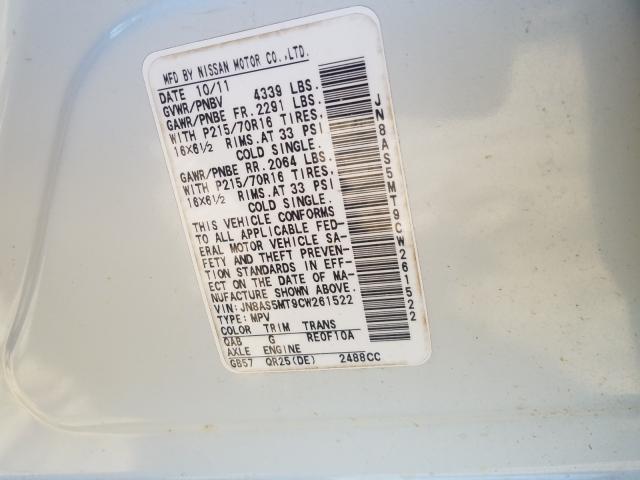 MFD BY NISSAN MOTOR CO.,LTD.
DATE 10/11
GVWR/PNBV 4339 LBS.
GAWR/PNBE FR. 2291 LBS.
WITH P215/70R16 TIRES.
16X6½ RIMS.AT 33 PSI
COLD SINGLE.
GAWR/PNBE RR. 2064 LBS.
WITH P215/70R16 TIRES.
16X6½ RIMS.AT 33 PSI
COLD SINGLE.
THIS VEHICLE CONFORMS
TO ALL APPLICABLE FED-
ERAL MOTOR VEHICLE SA-
FETY AND THEFT PREVEN-
TION STANDARDS IN EFF-
ECT ON THE DATE OF MA-
NUFACTURE SHOWN ABOVE.
VIN: JN8AS5MT9CW261522
TYPE: MPV
COLOR TRIM TRANS
QAB G RE0F10A
AXLE ENGINE
GB57 QR25(DE) 2488CC
JN8AS5MT9CW261522